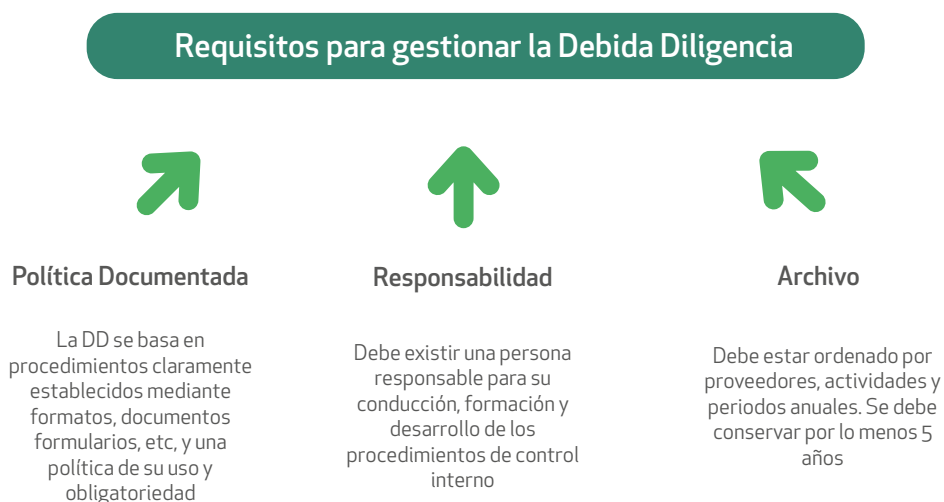 Requisitos para gestionar la Debida Diligencia
Política Documentada
La DD se basa en
procedimientos claramente
establecidos mediante
formatos, documentos
formularios, etc, y una
política de su uso y
obligatoriedad
Responsabilidad
Debe existir una persona
responsable para su
conducción, formación y
desarrollo de los
procedimientos de control
interno
Archivo
Debe estar ordenado por
proveedores, actividades y
periodos anuales. Se debe
conservar por lo menos 5
años